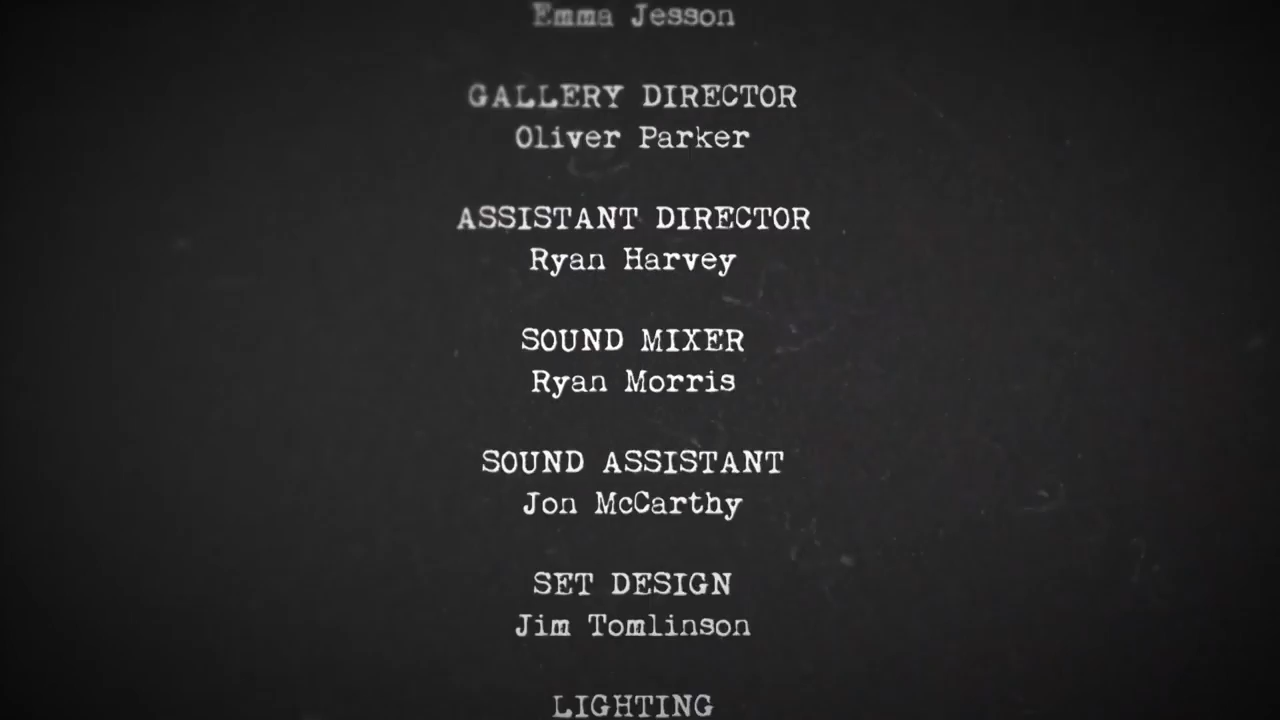 Emma Jesson
GALLERY DIRECTOR
Oliver Parker
ASSISTANT DIRECTOR
Ryan Harvey
SOUND MIXER
Ryan Morris
SOUND ASSISTANT
Jon McCarthy
SET DESIGN
Jim Tomlinson
LIGHTING